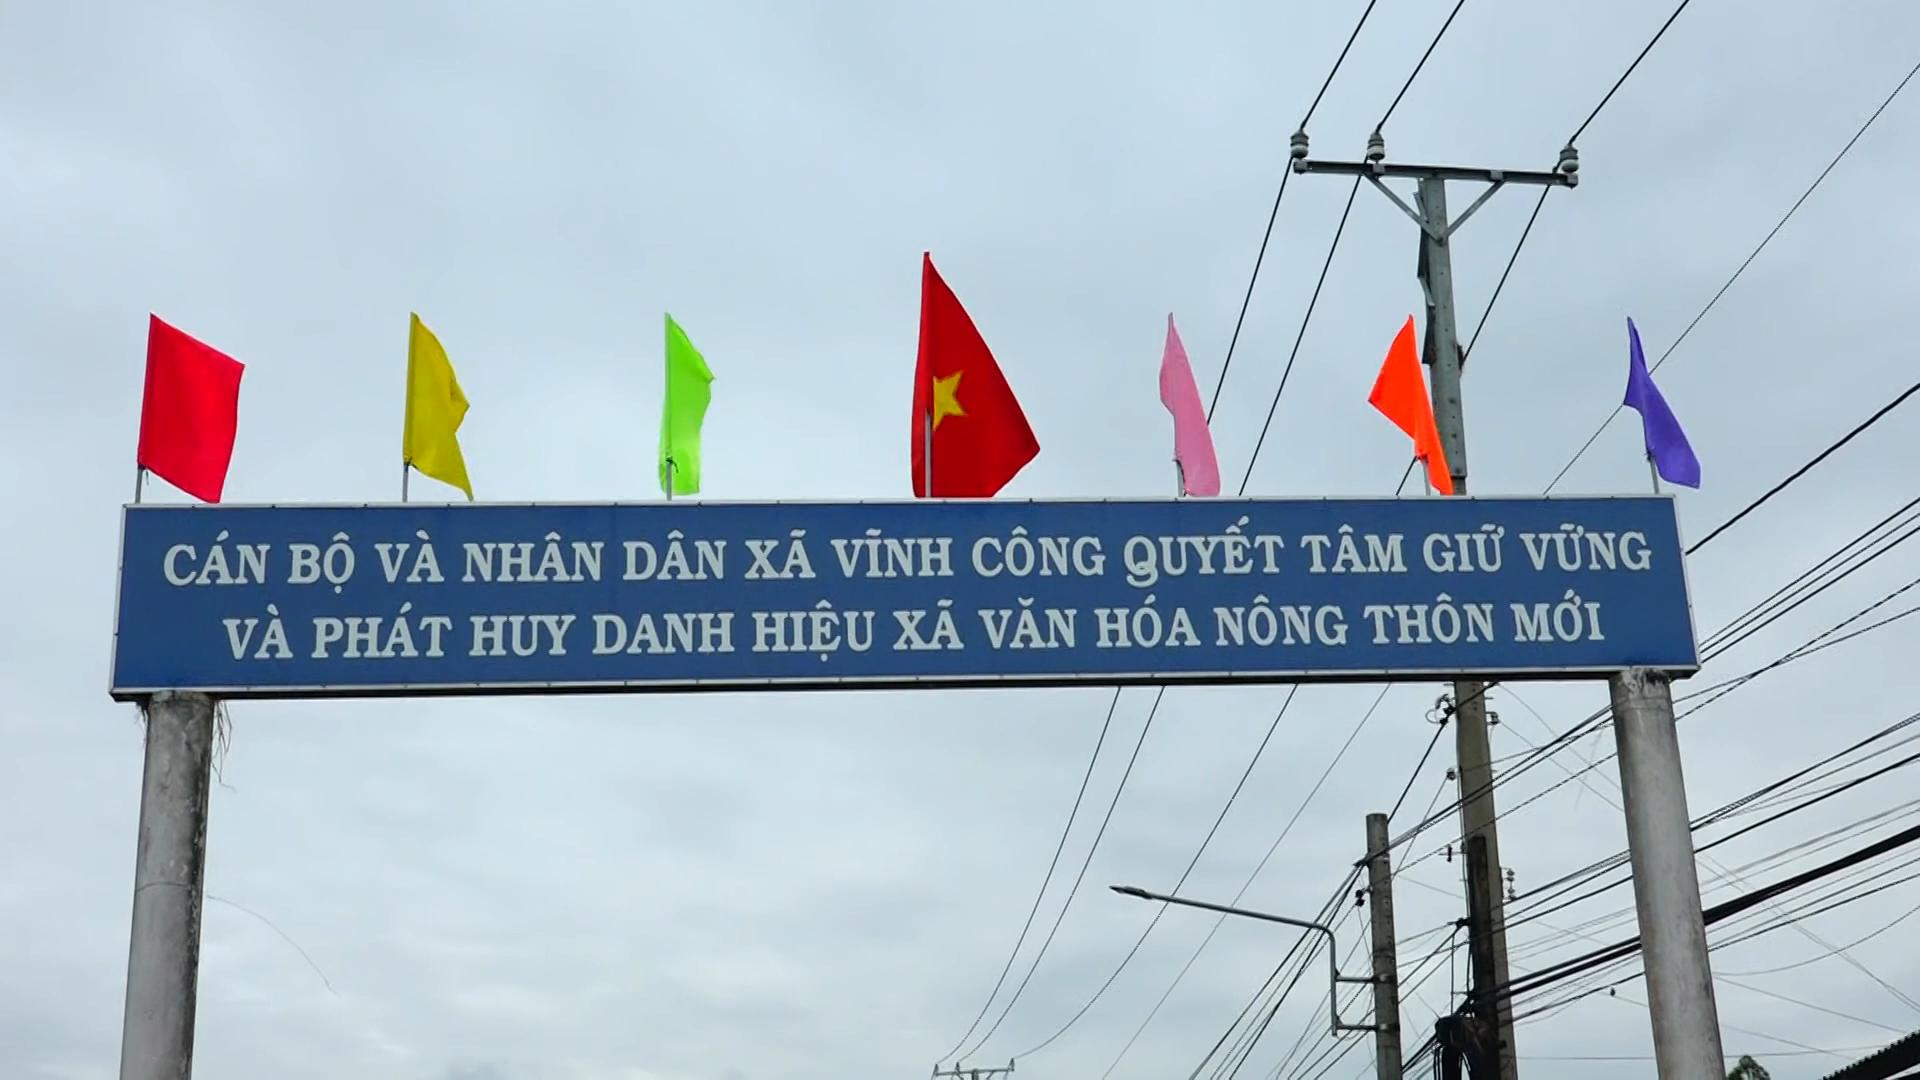 CÁN BỘ VÀ NHÂN DÂN XÃ VĨNH CÔNG QUYẾT TÂM GIỮ VỮNG
VÀ PHÁT HUY DANH HIỆU XÃ VĂN HÓA NÔNG THÔN MỚI